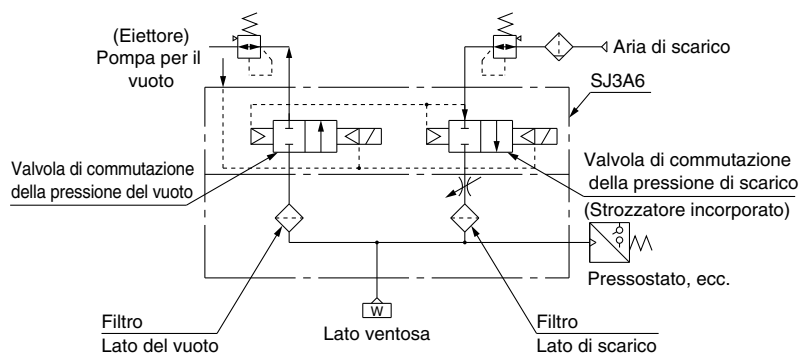 (Eiettore)
Pompa per il
vuoto
Aria di scarico
SJ3A6
Valvola di commutazione
della pressione del vuoto
Valvola di commutazione
della pressione di scarico
(Strozzatore incorporato)
Pressostato, ecc.
W
Lato ventosa
Filtro
Lato del vuoto
Filtro
Lato di scarico